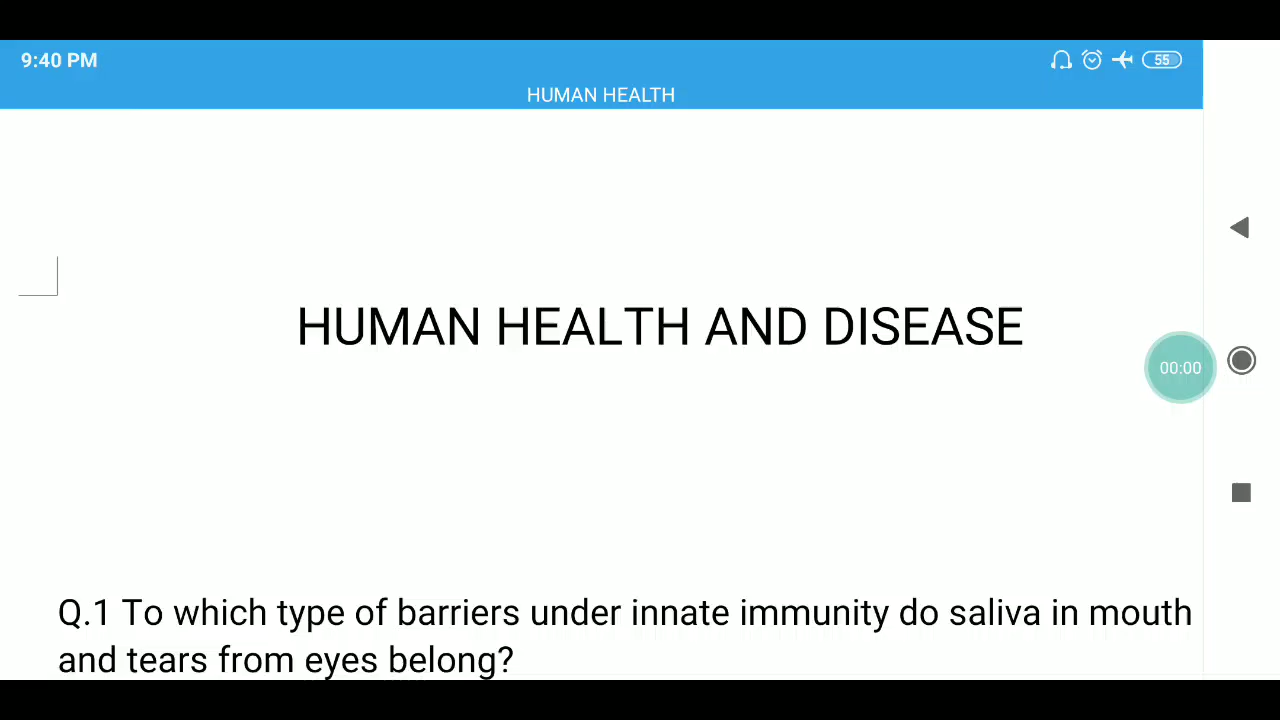 9:40 PM
55
HUMAN HEALTH
HUMAN HEALTH AND DISEASE
00:00
Q.1 To which type of barriers under innate immunity do saliva in mouth
and tears from eyes belong?